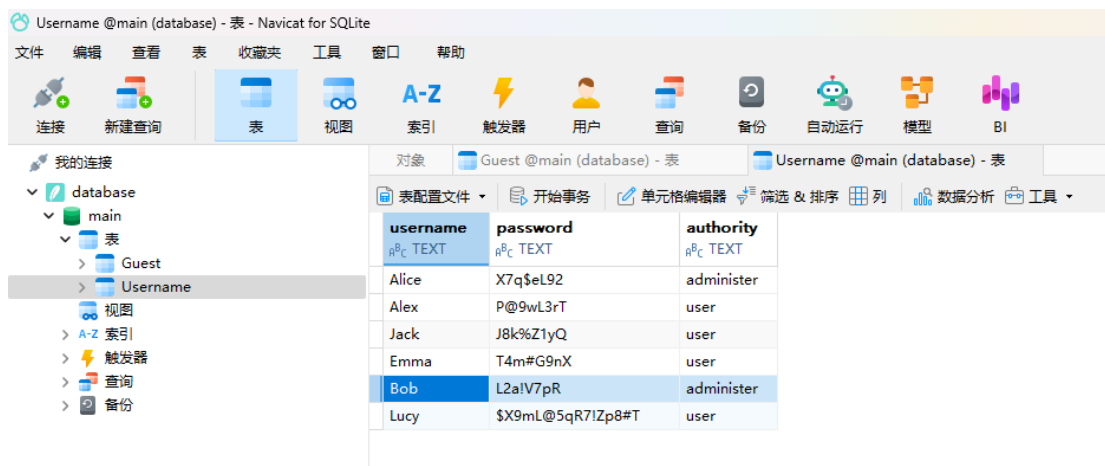 Username @main (database) - 表 - Navicat for SQLite
文件 编辑 查看 表 收藏夹 工具 窗口 帮助
A-Z
连接 新建查询 表 视图 索引 触发器 用户 查询 备份 自动运行 模型 BI
我的连接
对象 Guest @main (database) - 表 Username @main (database) - 表
database
表配置文件 开始事务 单元格编辑器 筛选 & 排序 列 数据分析 工具
main
表
Guest
Username
视图
A-Z 索引
触发器
查询
备份
username password authority
ABC TEXT ABC TEXT ABC TEXT
Alice X7q$eL92 administer
Alex P@9wL3rT user
Jack J8k%Z1yQ user
Emma T4m#G9nX user
Bob L2a!V7pR administer
Lucy $X9mL@5qR7!Zp8#T user